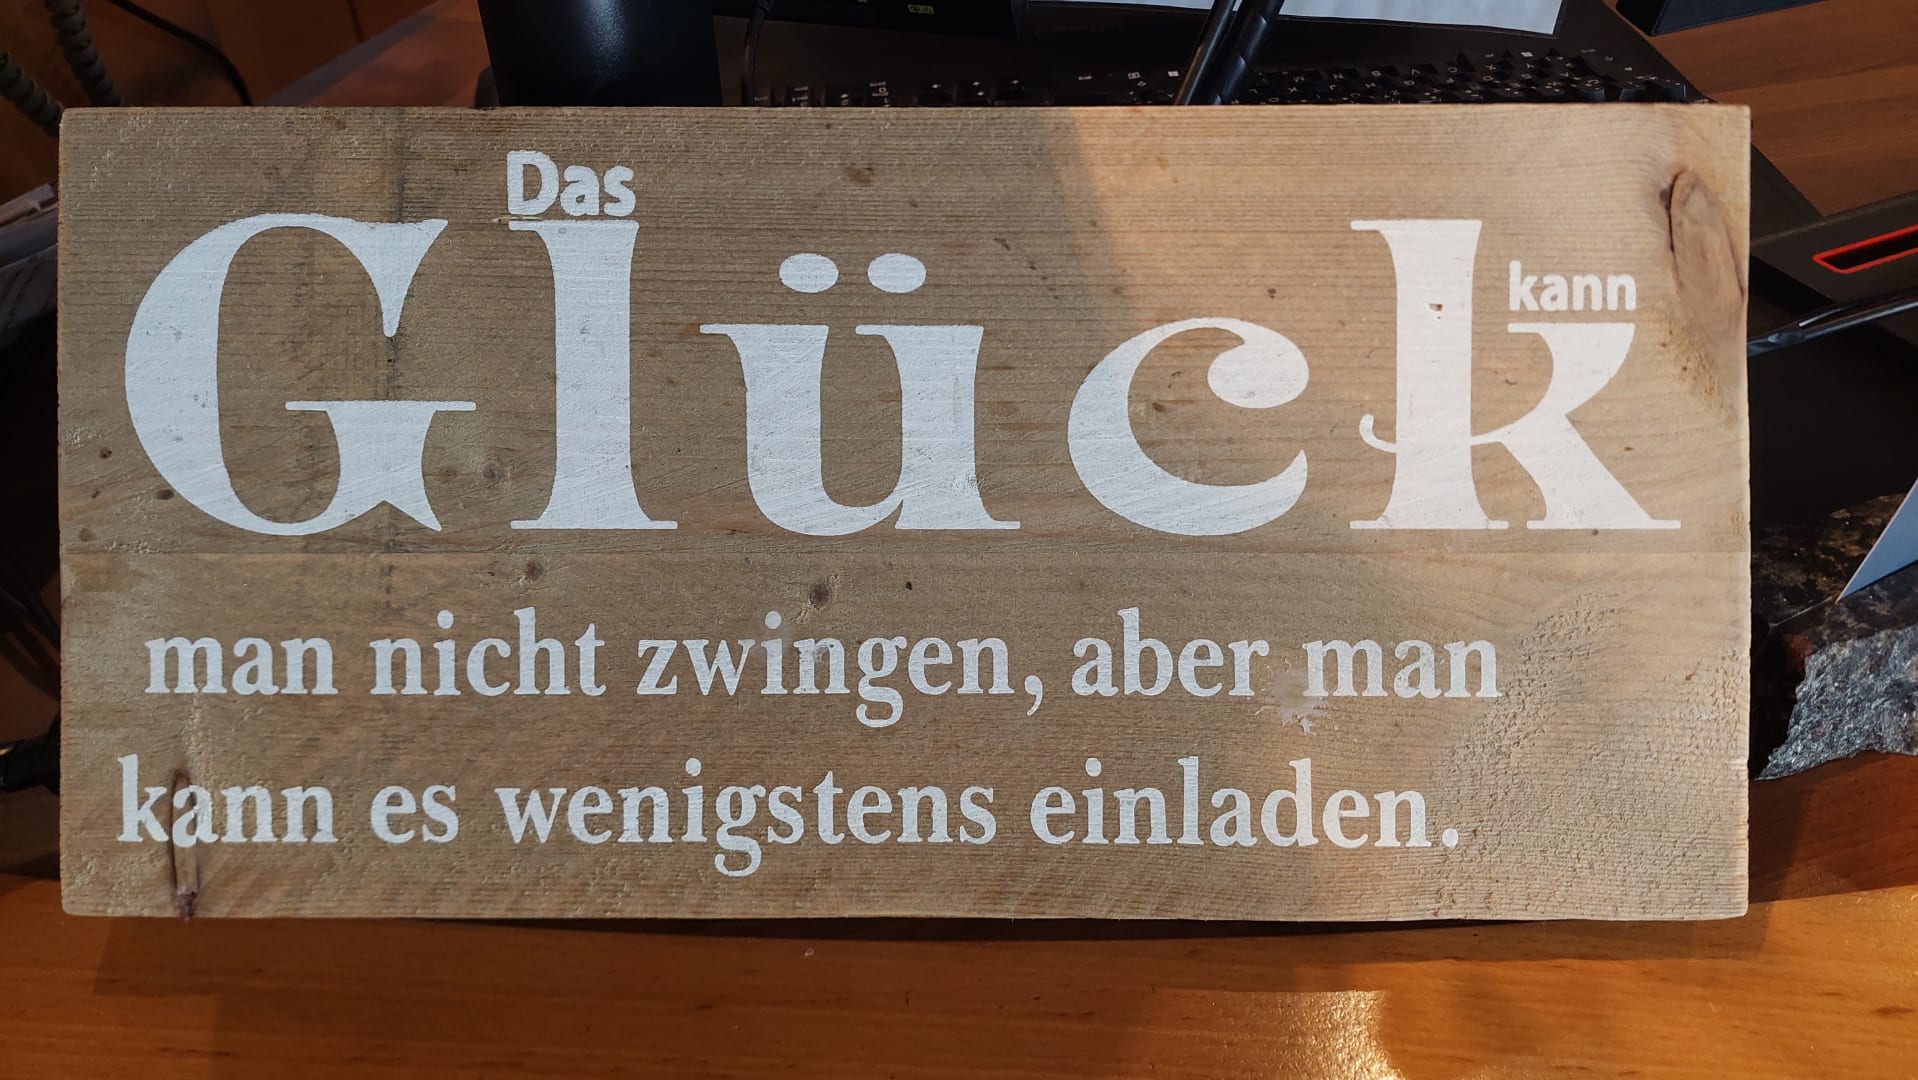 Das
Glück kann
man nicht zwingen, aber man
kann es wenigstens einladen.